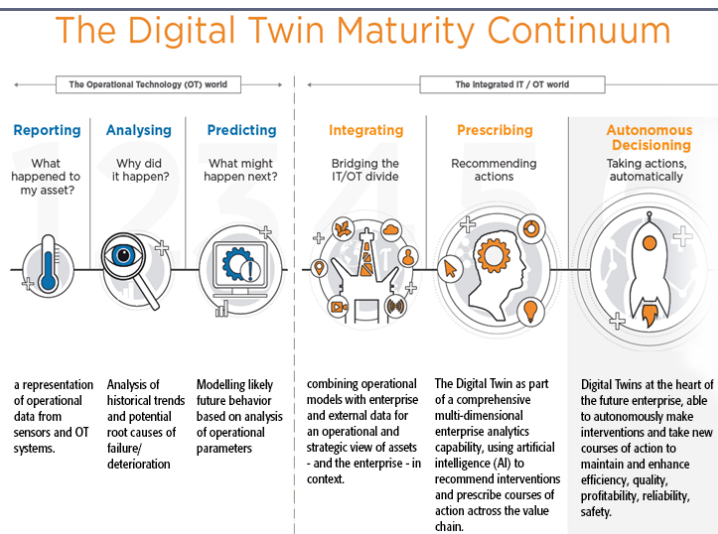 The Digital Twin Maturity Continuum
The Operational Technology (OT) world
The Integrated IT / OT world
Reporting
What
happened to
my asset?
Analysing
Why did
it happen?
Predicting
What might
happen next?
Integrating
Bridging the
IT/OT divide
Prescribing
Recommending
actions
Autonomous
Decisioning
Taking actions,
automatically
a representation
of operational
data from
sensors and OT
systems.
Analysis of
historical trends
and potential
root causes of
failure/
deterioration
Modelling likely
future behavior
based on analysis
of operational
parameters
combining operational
models with enterprise
and external data for
an operational and
strategic view of assets
- and the enterprise - in
context.
The Digital Twin as part
of a comprehensive
multi-dimensional
enterprise analytics
capability, using artificial
intelligence (AI) to
recommend interventions
and prescribe courses of
action actross the value
chain.
Digital Twins at the heart of
the future enterprise, able
to autonomously make
interventions and take new
courses of action to
maintain and enhance
efficiency, quality,
profitability, reliability,
safety.